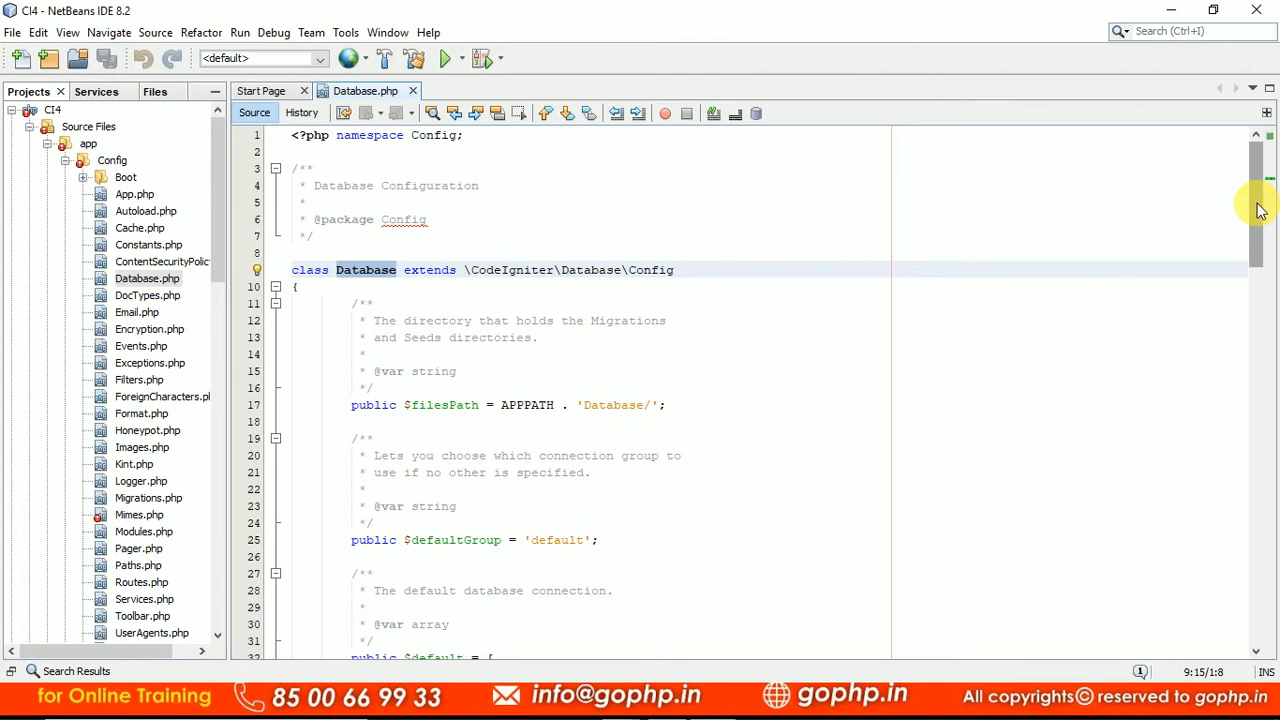 CI4 - NetBeans IDE 8.2
File Edit View Navigate Source Refactor Run Debug Team Tools Window Help
Search (Ctrl+I)
<default>
Projects Services Files
Start Page Database.php
Source History
CI4
Source Files
app
Config
Boot
App.php
Autoload.php
Cache.php
Constants.php
ContentSecurityPolic
Database.php
DocTypes.php
Email.php
Encryption.php
Events.php
Exceptions.php
Filters.php
ForeignCharacters.pl
Format.php
Honeypot.php
Images.php
Kint.php
Logger.php
Migrations.php
Mimes.php
Modules.php
Pager.php
Paths.php
Routes.php
Services.php
Toolbar.php
UserAgents.php
1 <?php namespace Config;
2
3 /**
4 * Database Configuration
5 *
6 * @package Config
7 */
8
class Database extends \CodeIgniter\Database\Config
10 {
11 /**
12 * The directory that holds the Migrations
13 * and Seeds directories.
14 *
15 * @var string
16 */
17 public $filesPath = APPPATH . 'Database/';
18
19 /**
20 * Lets you choose which connection group to
21 * use if no other is specified.
22 *
23 * @var string
24 */
25 public $defaultGroup = 'default';
26
27 /**
28 * The default database connection.
29 *
30 * @var array
31 */
32 public $default = [
Search Results
1
9:15/1:8 INS
for Online Training 85 00 66 99 33 info@gophp.in gophp.in All copyrights© reserved to gophp.in